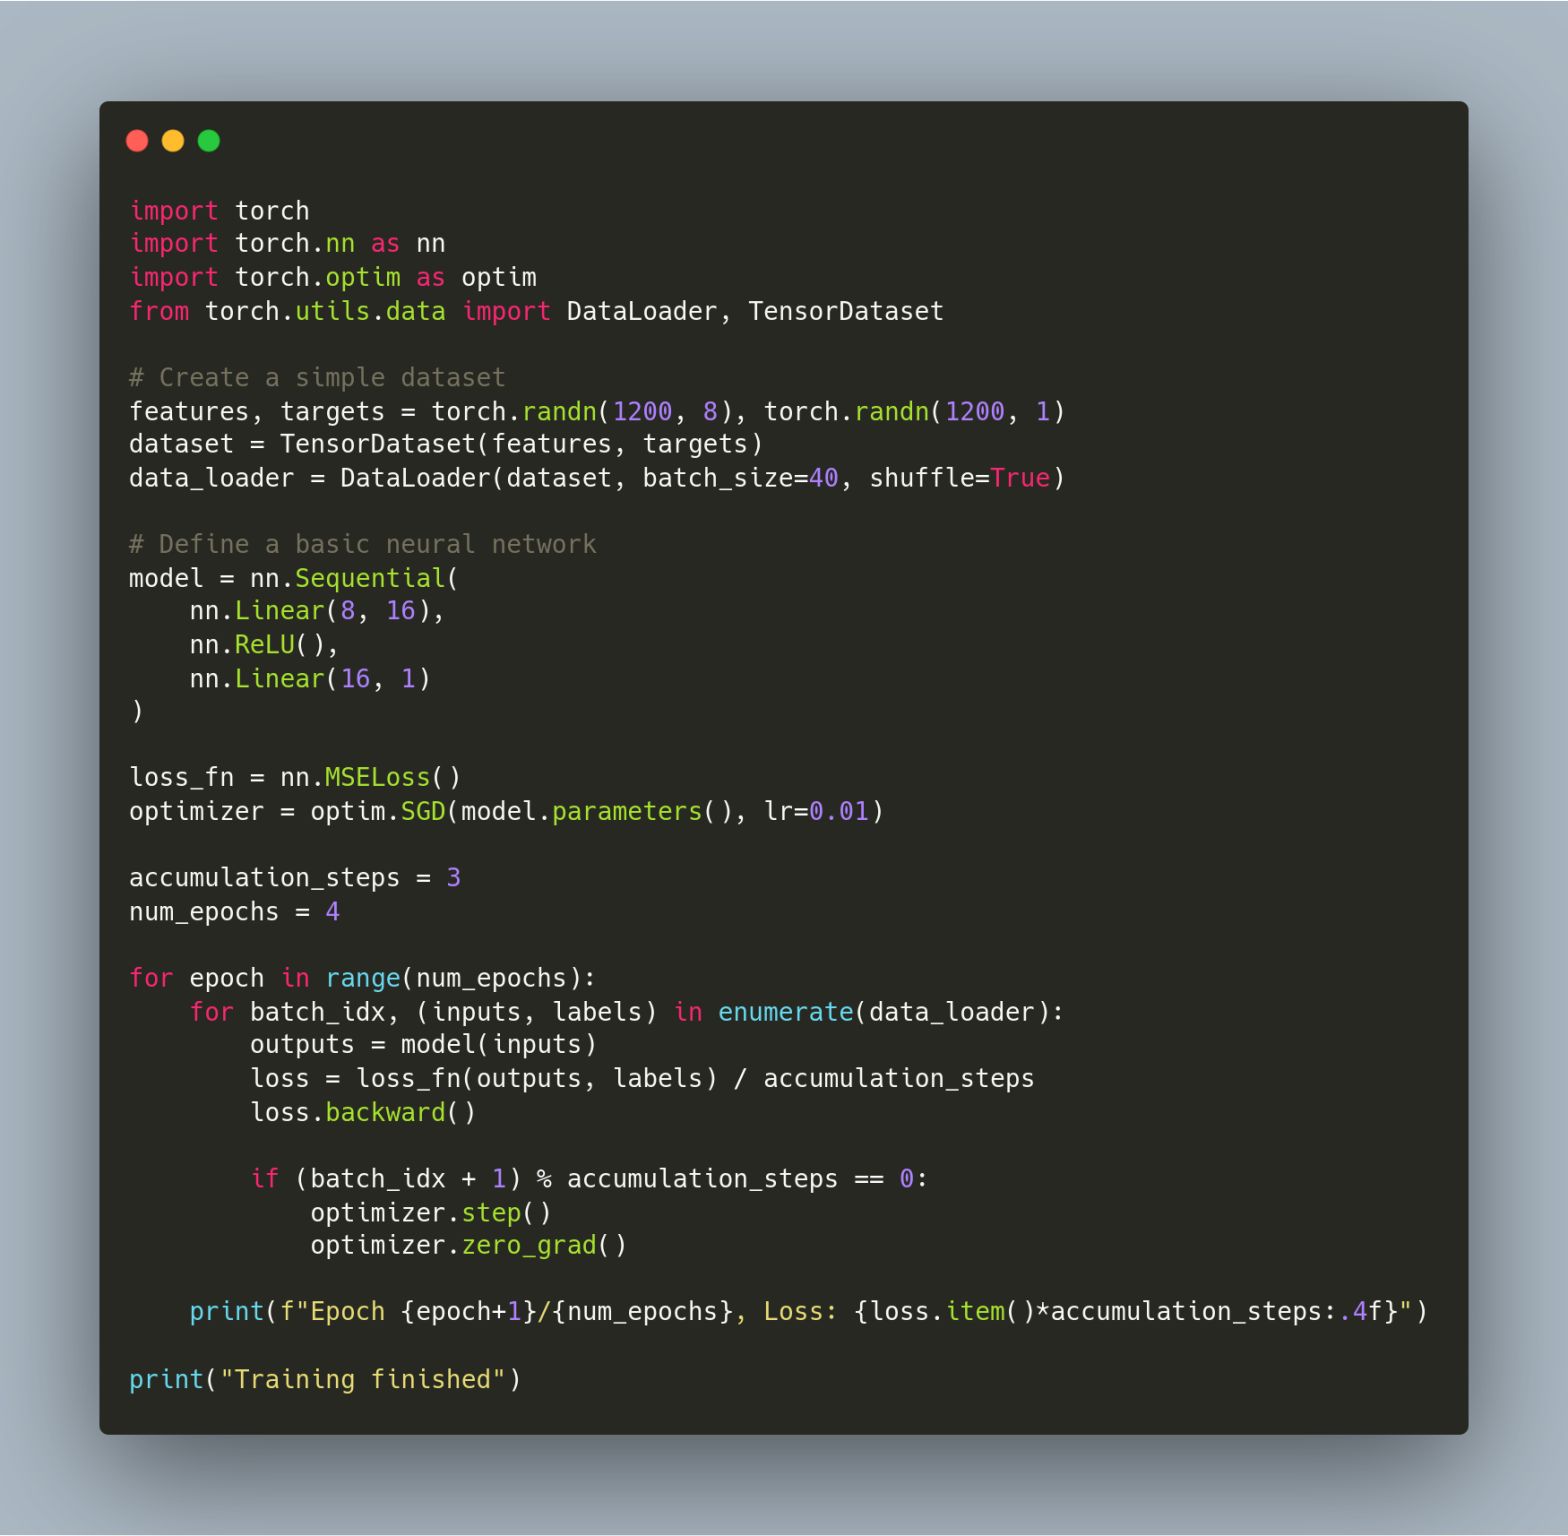 import torch
import torch.nn as nn
import torch.optim as optim
from torch.utils.data import DataLoader, TensorDataset

# Create a simple dataset
features, targets = torch.randn(1200, 8), torch.randn(1200, 1)
dataset = TensorDataset(features, targets)
data_loader = DataLoader(dataset, batch_size=40, shuffle=True)

# Define a basic neural network
model = nn.Sequential(
    nn.Linear(8, 16),
    nn.ReLU(),
    nn.Linear(16, 1)
)

loss_fn = nn.MSELoss()
optimizer = optim.SGD(model.parameters(), lr=0.01)

accumulation_steps = 3
num_epochs = 4

for epoch in range(num_epochs):
    for batch_idx, (inputs, labels) in enumerate(data_loader):
        outputs = model(inputs)
        loss = loss_fn(outputs, labels) / accumulation_steps
        loss.backward()

        if (batch_idx + 1) % accumulation_steps == 0:
            optimizer.step()
            optimizer.zero_grad()

    print(f"Epoch {epoch+1}/{num_epochs}, Loss: {loss.item()*accumulation_steps:.4f}")

print("Training finished")